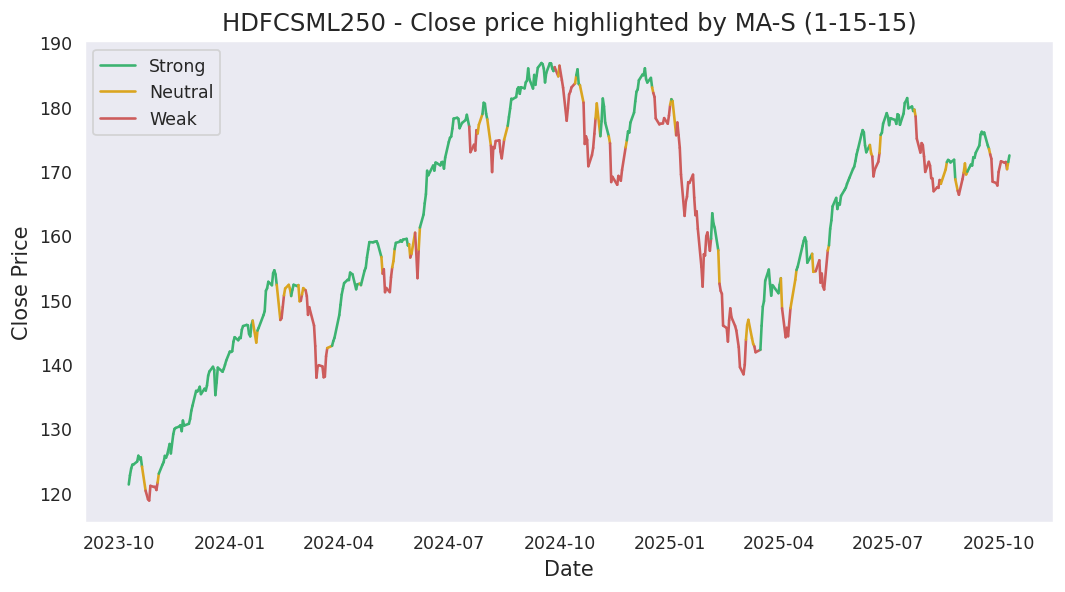 HDFCSML250 - Close price highlighted by MA-S (1-15-15)
190
180
170
160
150
140
130
120
Close Price
Strong
Neutral
Weak
2023-10 2024-01 2024-04 2024-07 2024-10 2025-01 2025-04 2025-07 2025-10
Date